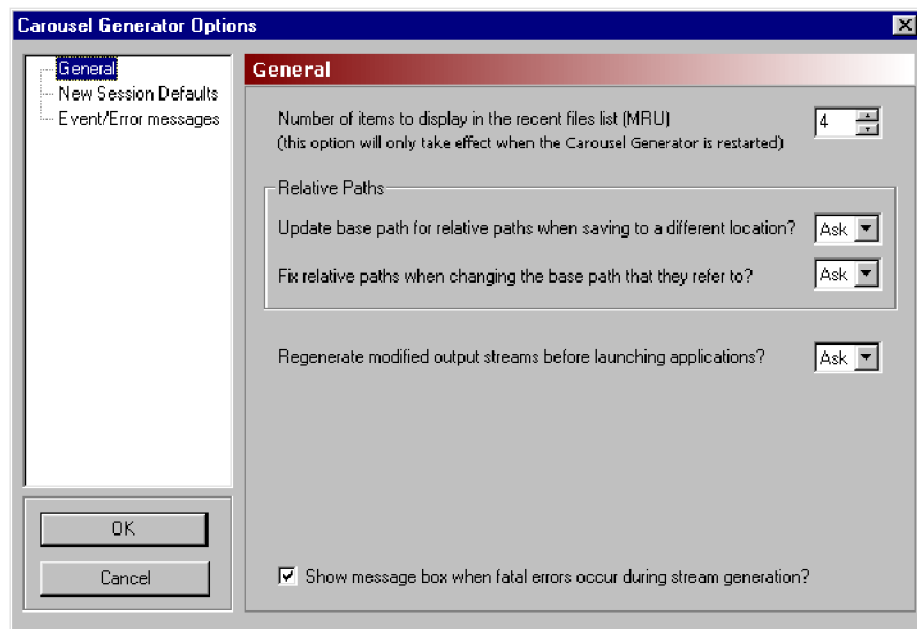 Carousel Generator Options
General
New Session Defaults
Event/Error messages
OK
Cancel
General
Number of items to display in the recent files list (MRU)
(this option will only take effect when the Carousel Generator is restarted)
4
Relative Paths
Update base path for relative paths when saving to a different location?
Ask
Fix relative paths when changing the base path that they refer to?
Ask
Regenerate modified output streams before launching applications?
Ask
Show message box when fatal errors occur during stream generation?